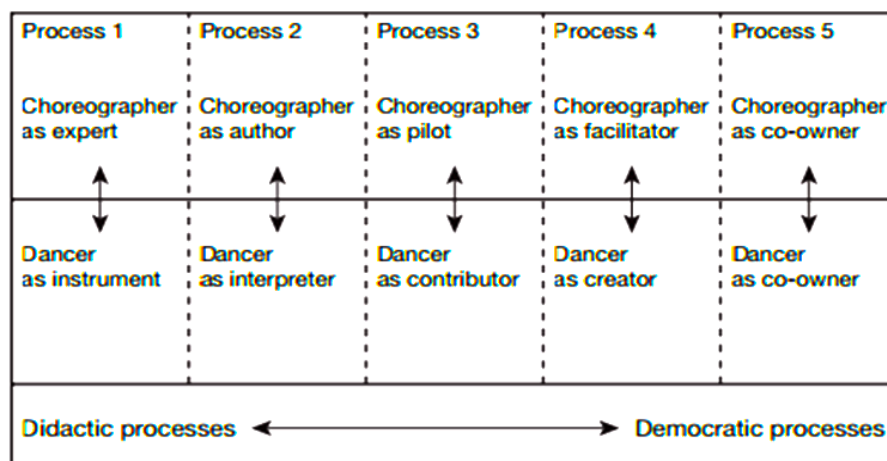 Process 1
Process 2
Process 3
Process 4
Process 5
Choreographer
as expert
Choreographer
as author
Choreographer
as pilot
Choreographer
as facilitator
Choreographer
as co-owner
Dancer
as instrument
Dancer
as interpreter
Dancer
as contributor
Dancer
as creator
Dancer
as co-owner
Didactic processes
Democratic processes